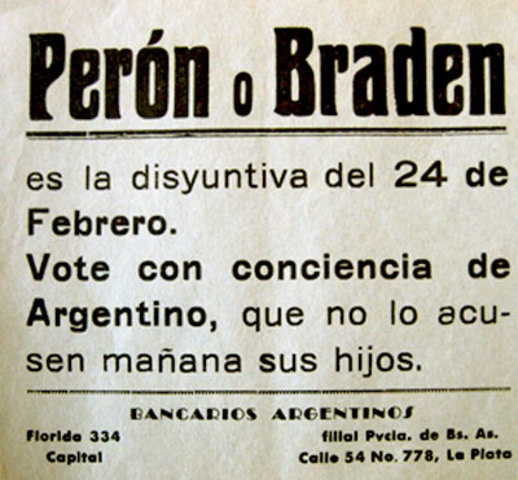 Perón o Braden
es la disyuntiva del 24 de
Febrero.
Vote con conciencia de
Argentino, que no lo acu-
sen mañana sus hijos.
BANCARIOS ARGENTINOS
Florida 334 filial Pvcia. de Bs. As.
Capital Calle 54 No. 778, La Plata